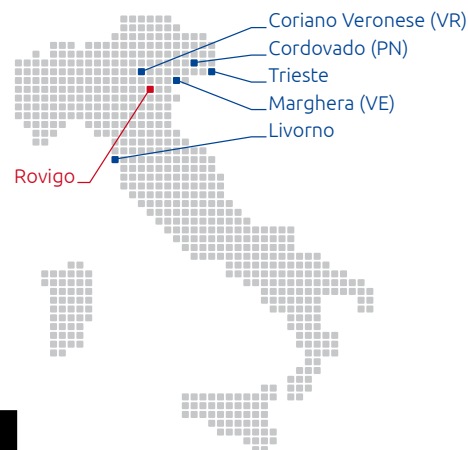 Coriano Veronese (VR)
Cordovado (PN)
Trieste
Marghera (VE)
Livorno
Rovigo